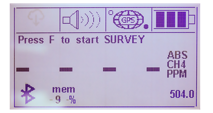 GPS
Press F to start SURVEY
ABS
CH4
PPM
- - - -
mem
9 %
504.0